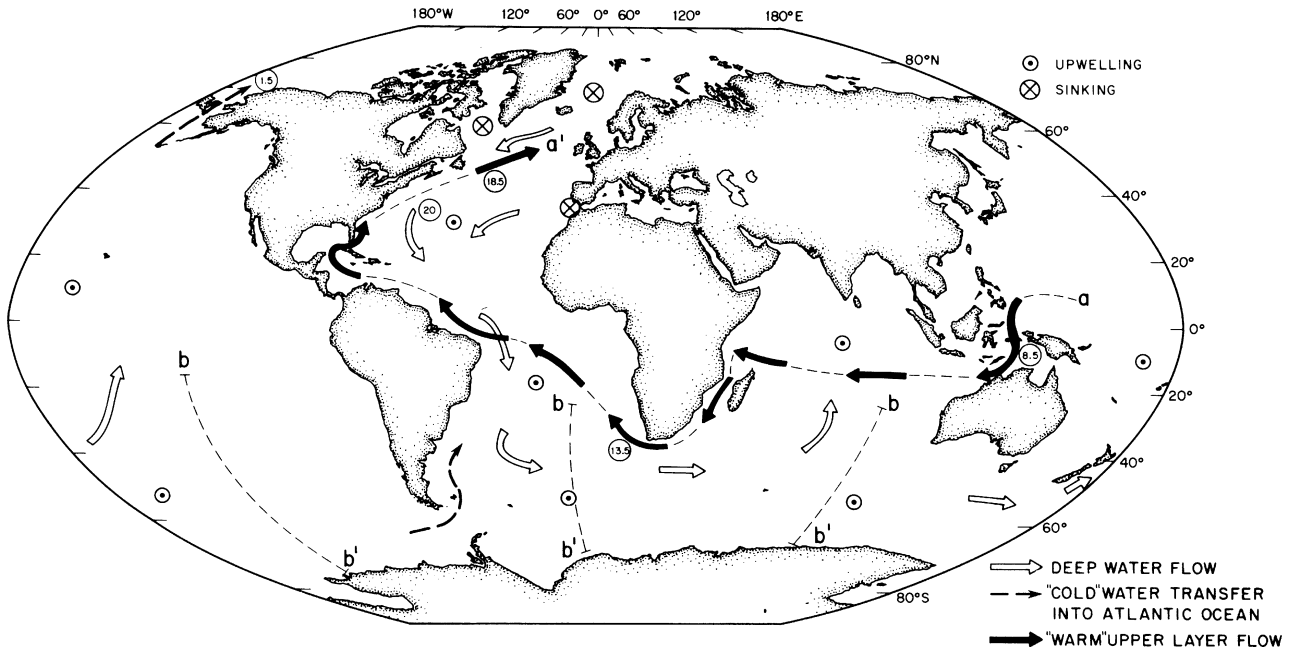 180°W 120° 60° 0° 60° 120° 180°E
80°N
⊙ UPWELLING
⊗ SINKING
1.5
60°
a'
18.5
40°
20
20°
a
0°
b
8.5
b
b
20°
13.5
40°
60°
b'
b'
b'
DEEP WATER FLOW
80°S
"COLD" WATER TRANSFER
INTO ATLANTIC OCEAN
"WARM" UPPER LAYER FLOW